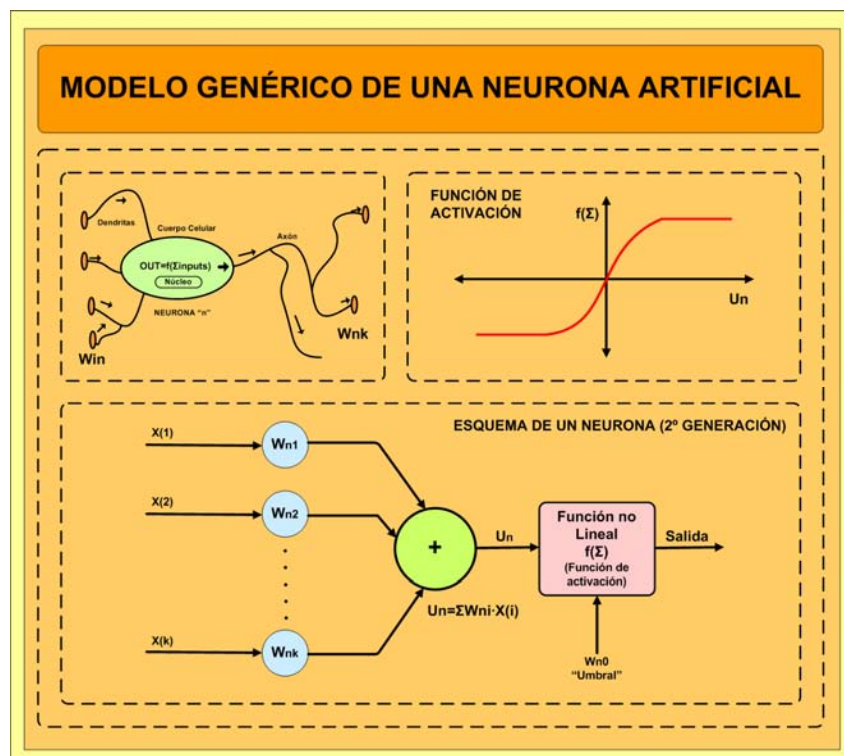 MODELO GENÉRICO DE UNA NEURONA ARTIFICIAL
Dendritas
Cuerpo Celular
Axón
OUT=f(Σinputs)
Núcleo
NEURONA "n"
Win
Wnk
FUNCIÓN DE
ACTIVACIÓN
f(Σ)
Un
ESQUEMA DE UN NEURONA (2º GENERACIÓN)
X(1)
Wn1
X(2)
Wn2
X(k)
Wnk
+
Un
Un=ΣWni·X(i)
Función no
Lineal
f(Σ)
(Función de
activación)
Salida
Wn0
"Umbral"